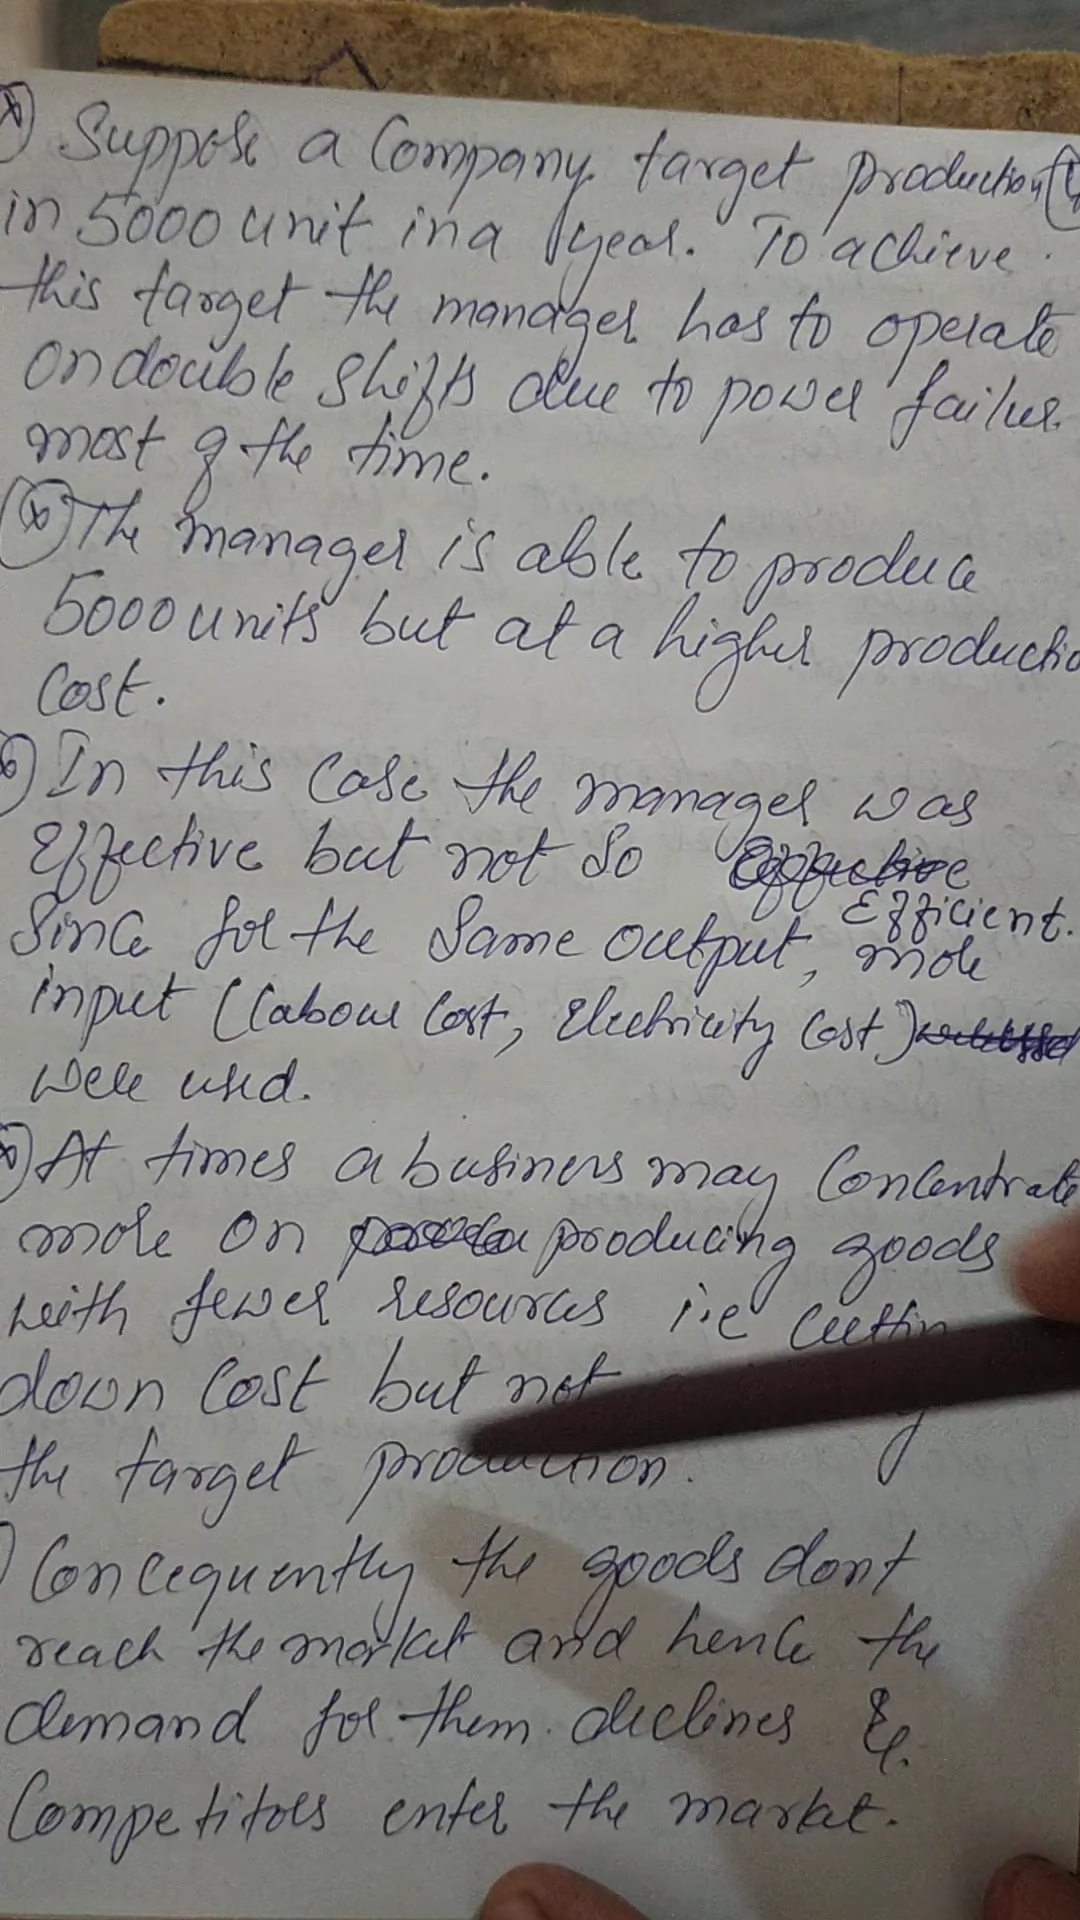 Suppose a Company target production
in 5000 unit in a year. To achieve
this target the manager has to operate
on double shifts due to power failure
most of the time.
The manager is able to produce
5000 units but at a higher productio
Cost.
In this Case the manager was
Effective but not so
Efficient.
Since for the Same output, more
input (labour Cost, Electricity Cost)
were used.
At times a business may Concentrate
more on producing goods
with fewer resources i.e Cuttin
down Cost but not
the target production.
Concequently the goods dont
reach the market and hence the
demand for them declines &
Competitors enter the market.